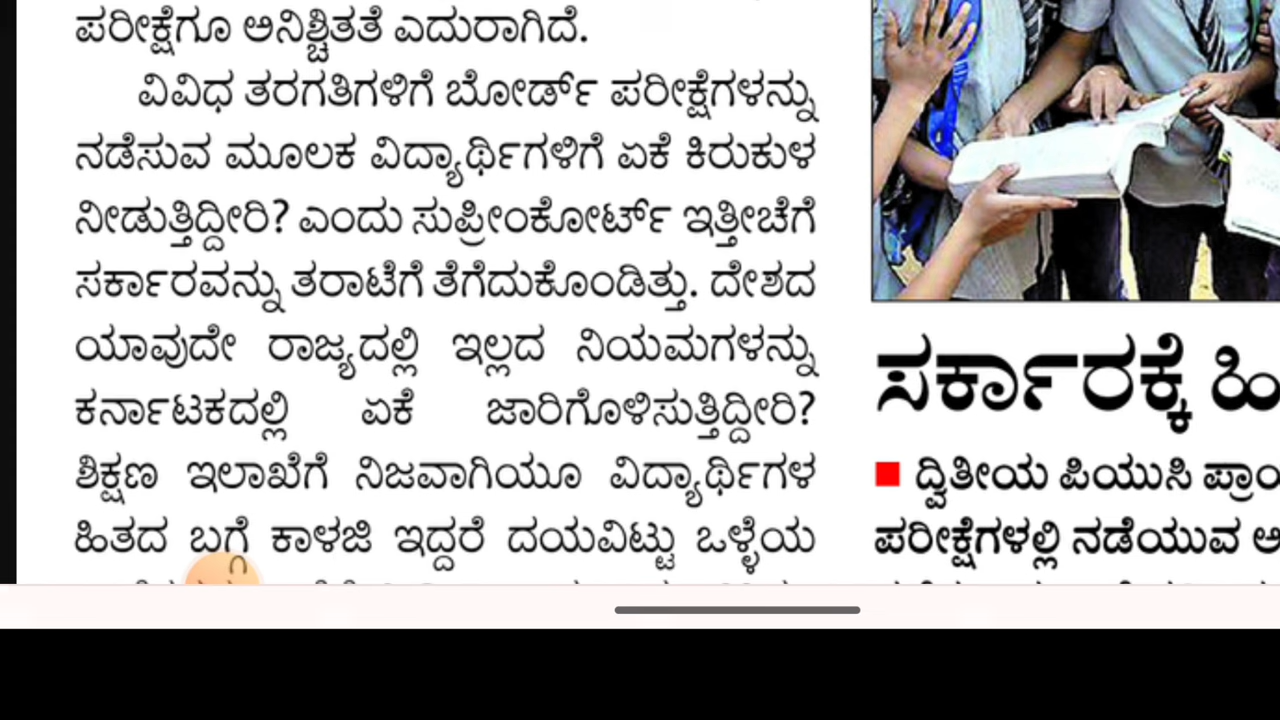 ಪರೀಕ್ಷೆಗೂ ಅನಿಶ್ಚಿತತೆ ಎದುರಾಗಿದೆ.
ವಿವಿಧ ತರಗತಿಗಳಿಗೆ ಬೋರ್ಡ್ ಪರೀಕ್ಷೆಗಳನ್ನು
ನಡೆಸುವ ಮೂಲಕ ವಿದ್ಯಾರ್ಥಿಗಳಿಗೆ ಏಕೆ ಕಿರುಕುಳ
ನೀಡುತ್ತಿದ್ದೀರಿ? ಎಂದು ಸುಪ್ರೀಂಕೋರ್ಟ್ ಇತ್ತೀಚೆಗೆ
ಸರ್ಕಾರವನ್ನು ತರಾಟೆಗೆ ತೆಗೆದುಕೊಂಡಿತ್ತು. ದೇಶದ
ಯಾವುದೇ ರಾಜ್ಯದಲ್ಲಿ ಇಲ್ಲದ ನಿಯಮಗಳನ್ನು
ಕರ್ನಾಟಕದಲ್ಲಿ ಏಕೆ ಜಾರಿಗೊಳಿಸುತ್ತಿದ್ದೀರಿ?
ಶಿಕ್ಷಣ ಇಲಾಖೆಗೆ ನಿಜವಾಗಿಯೂ ವಿದ್ಯಾರ್ಥಿಗಳ
ಹಿತದ ಬಗ್ಗೆ ಕಾಳಜಿ ಇದ್ದರೆ ದಯವಿಟ್ಟು ಒಳ್ಳೆಯ
ಸರ್ಕಾರಕ್ಕೆ
■ ದ್ವಿತೀಯ ಪಿಯುಸಿ
ಪರೀಕ್ಷೆಗಳಲ್ಲಿ ನಡೆಯುವ